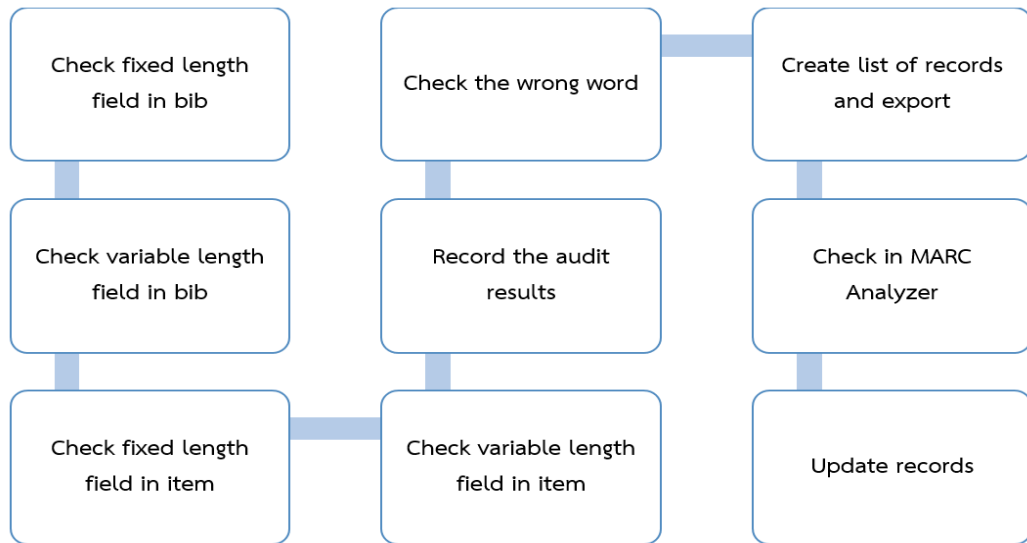 Check fixed length
field in bib
Check variable length
field in bib
Check fixed length
field in item
Check variable length
field in item
Record the audit
results
Check the wrong word
Create list of records
and export
Check in MARC
Analyzer
Update records